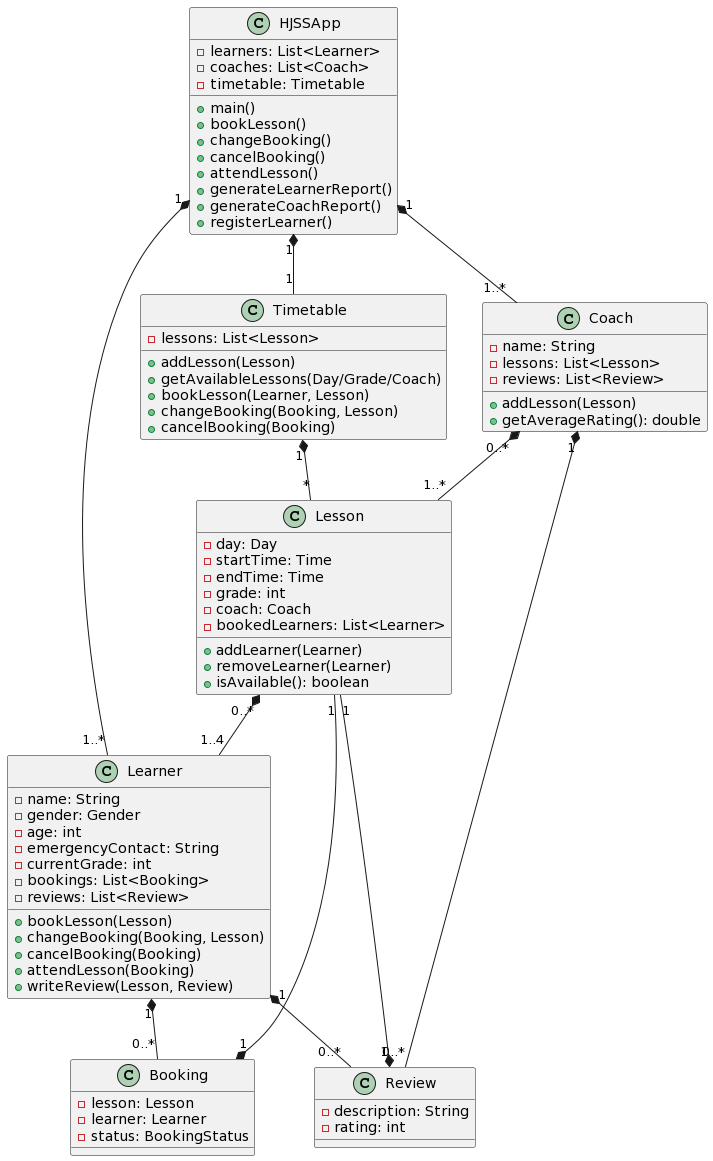 C HJSSApp
learners: List<Learner>
coaches: List<Coach>
timetable: Timetable
main()
bookLesson()
changeBooking()
cancelBooking()
attendLesson()
generateLearnerReport()
generateCoachReport()
registerLearner()
1
1
1
1
1..*
C Timetable
lessons: List<Lesson>
addLesson(Lesson)
getAvailableLessons(Day/Grade/Coach)
bookLesson(Learner, Lesson)
changeBooking(Booking, Lesson)
cancelBooking(Booking)
C Coach
name: String
lessons: List<Lesson>
reviews: List<Review>
addLesson(Lesson)
getAverageRating(): double
1
*
0..*
1
1..*
C Lesson
day: Day
startTime: Time
endTime: Time
grade: int
coach: Coach
bookedLearners: List<Learner>
addLearner(Learner)
removeLearner(Learner)
isAvailable(): boolean
0..*
1
1
1..*
1..4
C Learner
name: String
gender: Gender
age: int
emergencyContact: String
currentGrade: int
bookings: List<Booking>
reviews: List<Review>
bookLesson(Lesson)
changeBooking(Booking, Lesson)
cancelBooking(Booking)
attendLesson(Booking)
writeReview(Lesson, Review)
1
1
0..*
1
0..*
1
0..*
C Booking
lesson: Lesson
learner: Learner
status: BookingStatus
C Review
description: String
rating: int